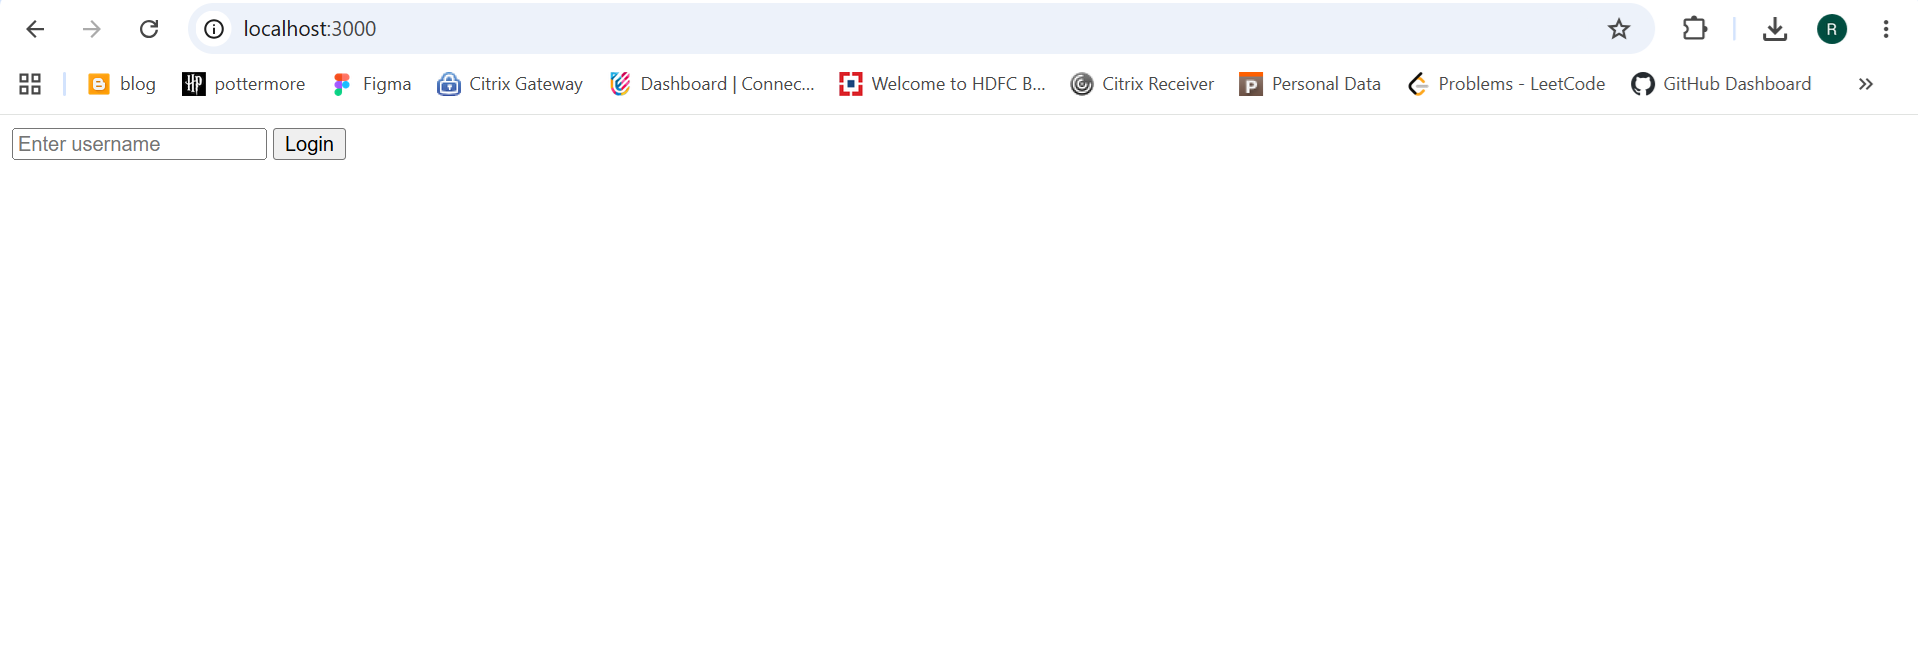 localhost:3000
R
blog pottermore Figma Citrix Gateway Dashboard | Connec... Welcome to HDFC B... Citrix Receiver P Personal Data Problems - LeetCode GitHub Dashboard
Enter username Login